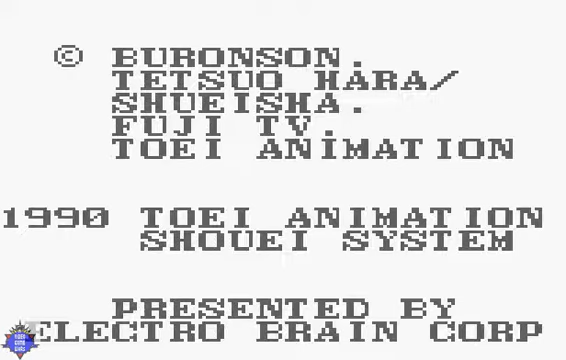 © BURONSON.
TETSUO HARA/
SHUEISHA.
FUJI TV.
TOEI ANIMATION
1990 TOEI ANIMATION
SHOUEI SYSTEM
PRESENTED BY
ELECTRO BRAIN CORP